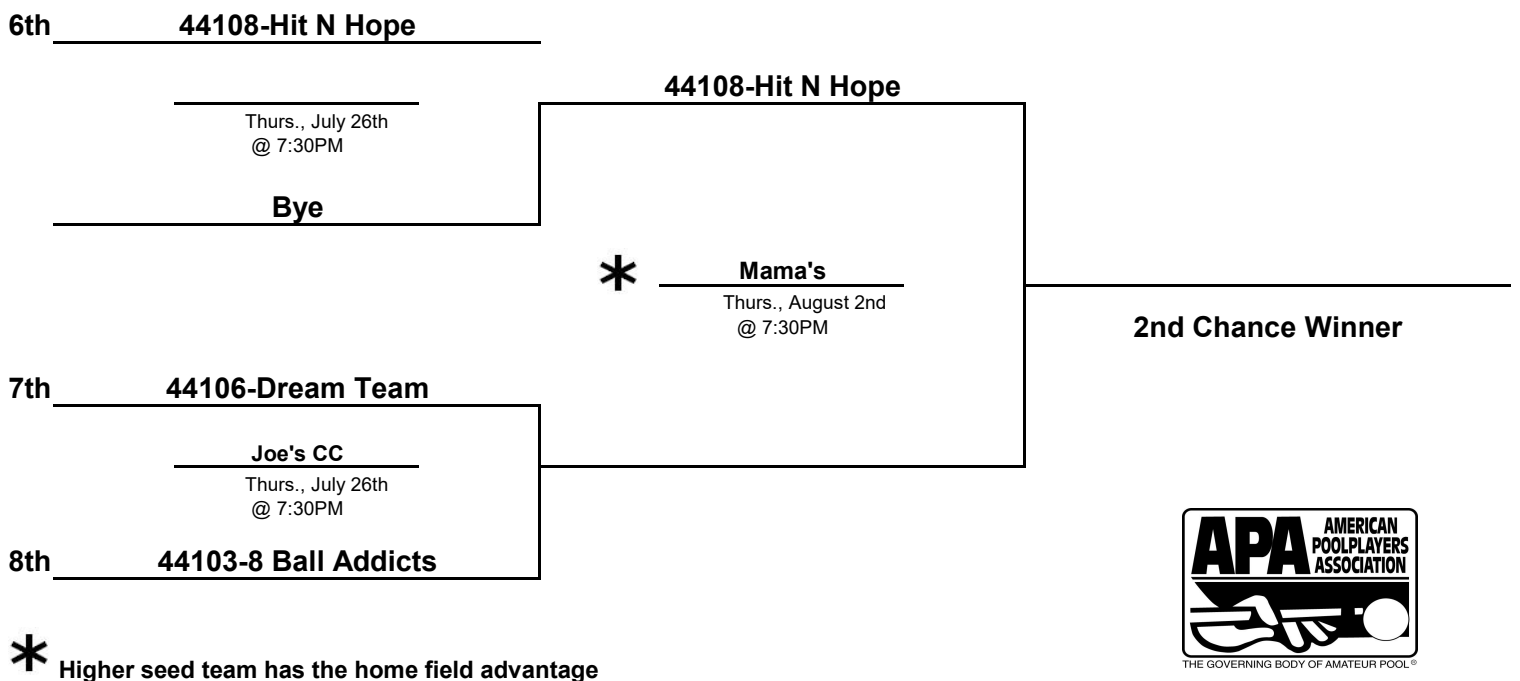 6th 44108-Hit N Hope
44108-Hit N Hope
Thurs., July 26th
@ 7:30PM
Bye
* Mama's
Thurs., August 2nd
@ 7:30PM
2nd Chance Winner
7th 44106-Dream Team
Joe's CC
Thurs., July 26th
@ 7:30PM
8th 44103-8 Ball Addicts
APA AMERICAN
POOLPLAYERS
ASSOCIATION
THE GOVERNING BODY OF AMATEUR POOL®
* Higher seed team has the home field advantage